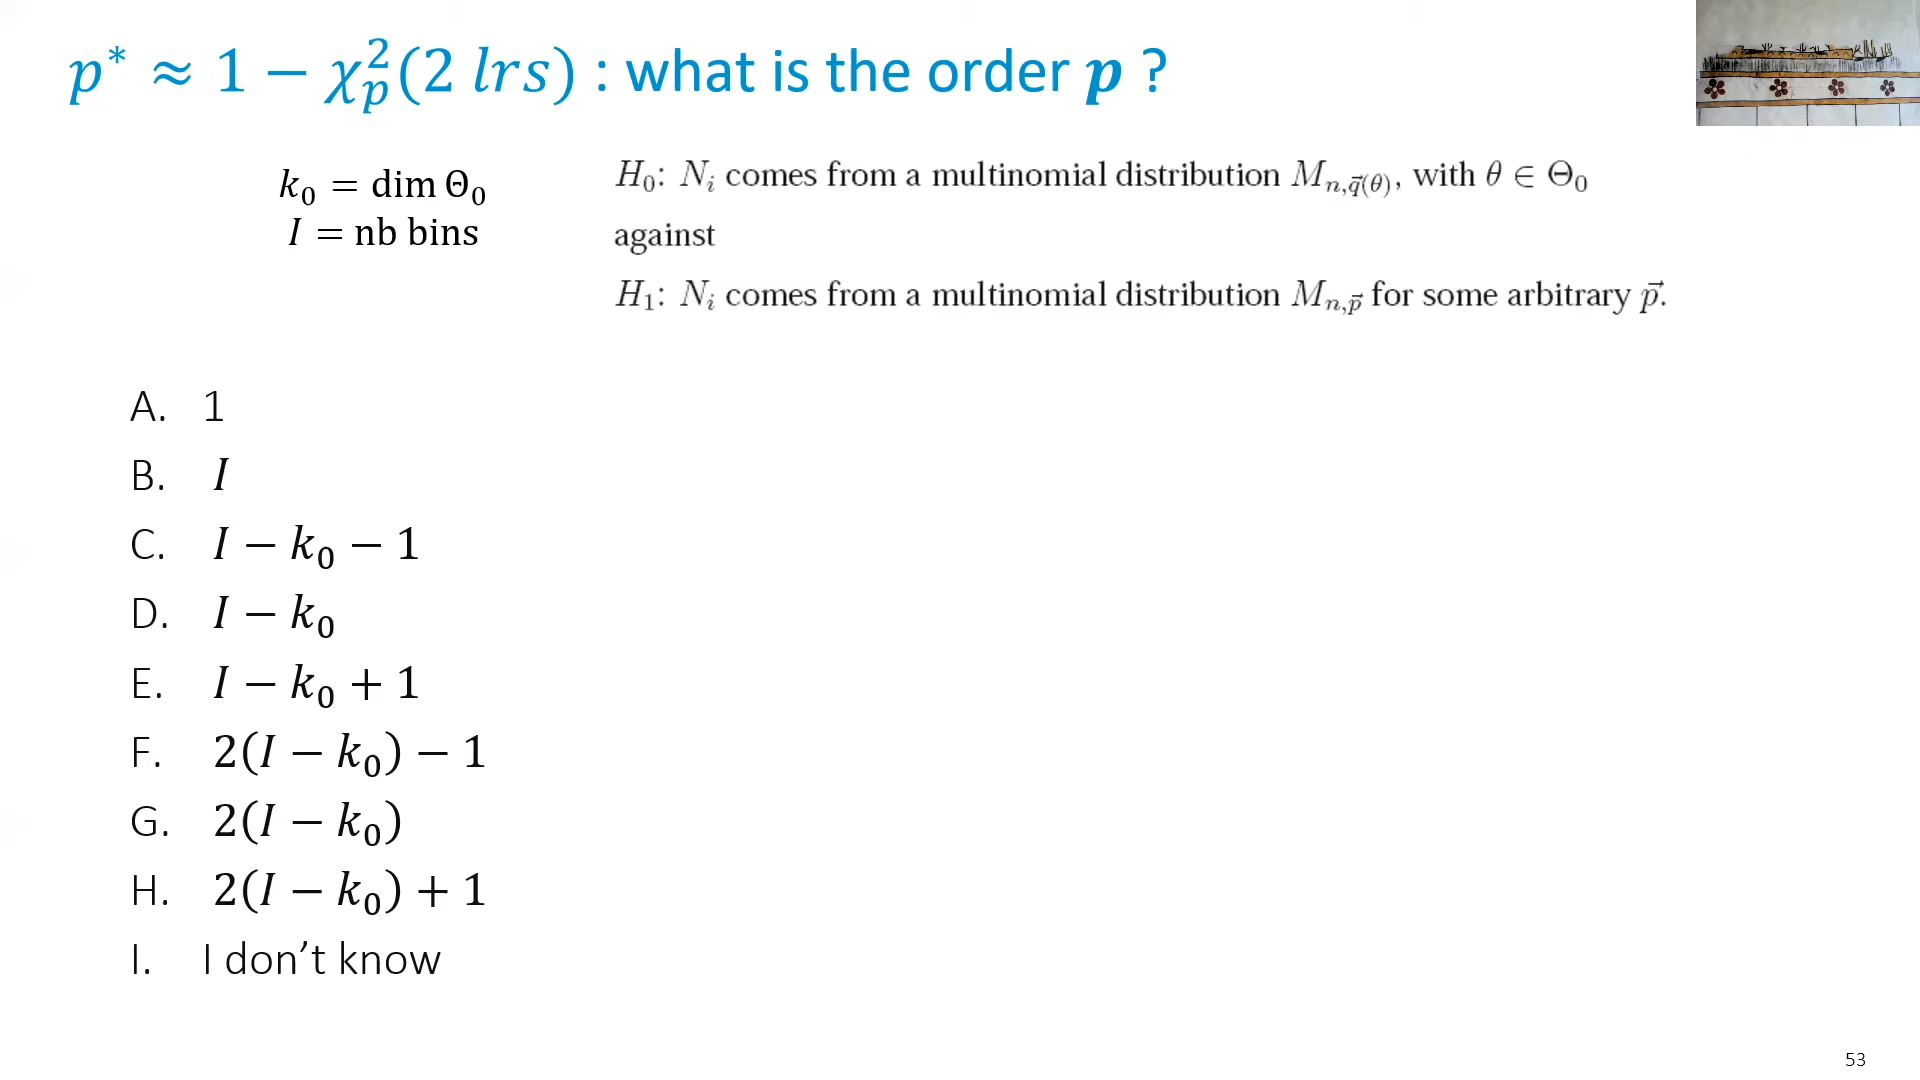 p* ≈ 1 − χ²ₚ(2 lrs) : what is the order p ?
k₀ = dim Θ₀
I = nb bins
H₀: Nᵢ comes from a multinomial distribution M_{n,q⃗(θ)}, with θ ∈ Θ₀
against
H₁: Nᵢ comes from a multinomial distribution M_{n,p⃗} for some arbitrary p⃗.
A. 1
B. I
C. I − k₀ − 1
D. I − k₀
E. I − k₀ + 1
F. 2(I − k₀) − 1
G. 2(I − k₀)
H. 2(I − k₀) + 1
I. I don’t know
53